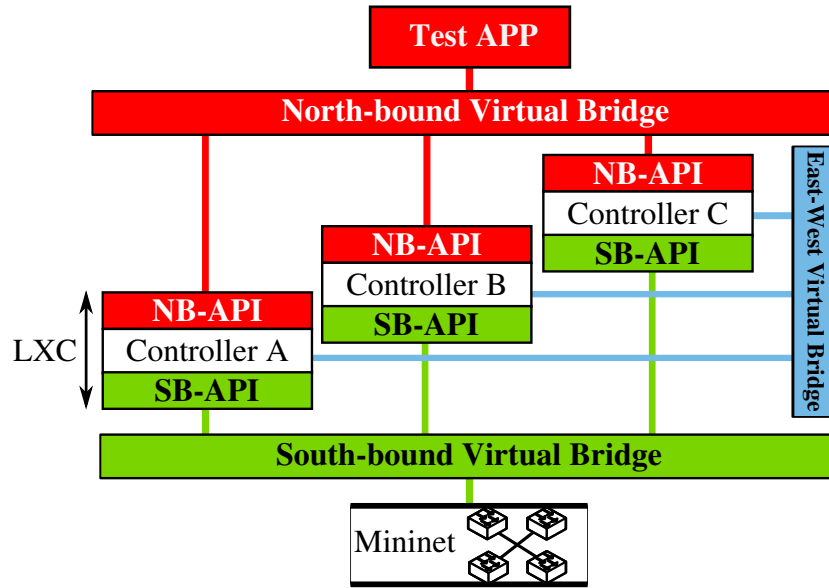 Test APP
North-bound Virtual Bridge
NB-API
Controller C
SB-API
East-West Virtual Bridge
NB-API
Controller B
SB-API
NB-API
Controller A
SB-API
LXC
South-bound Virtual Bridge
Mininet